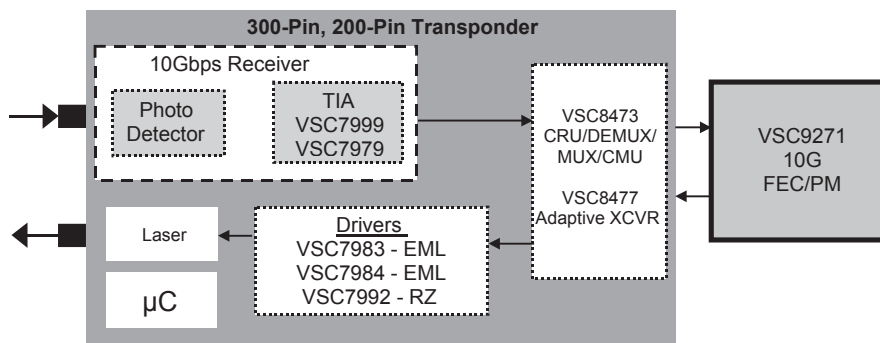 300-Pin, 200-Pin Transponder
10Gbps Receiver
Photo
Detector
TIA
VSC7999
VSC7979
VSC8473
CRU/DEMUX/
MUX/CMU
VSC8477
Adaptive XCVR
VSC9271
10G
FEC/PM
Laser
Drivers
VSC7983 - EML
VSC7984 - EML
VSC7992 - RZ
µC